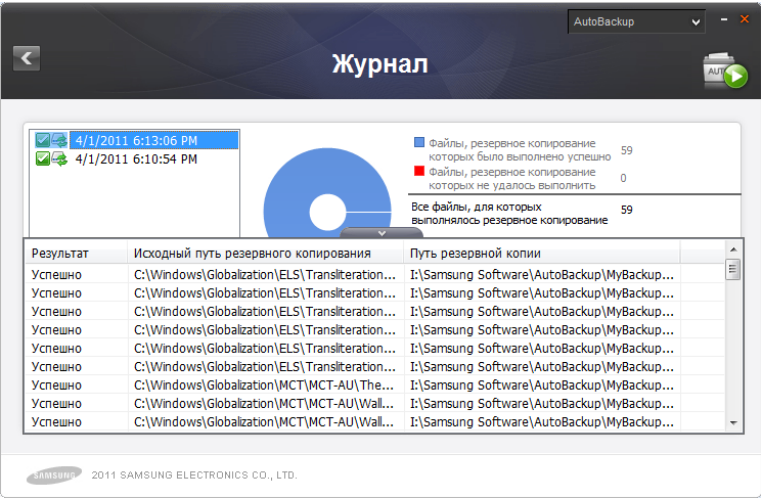 AutoBackup
Журнал
AUT
4/1/2011 6:13:06 PM
4/1/2011 6:10:54 PM
Файлы, резервное копирование
которых было выполнено успешно 59
Файлы, резервное копирование
которых не удалось выполнить 0
Все файлы, для которых
выполнялось резервное копирование 59
Результат Исходный путь резервного копирования Путь резервной копии
Успешно C:\Windows\Globalization\ELS\Transliteration... I:\Samsung Software\AutoBackup\MyBackup...
Успешно C:\Windows\Globalization\ELS\Transliteration... I:\Samsung Software\AutoBackup\MyBackup...
Успешно C:\Windows\Globalization\ELS\Transliteration... I:\Samsung Software\AutoBackup\MyBackup...
Успешно C:\Windows\Globalization\ELS\Transliteration... I:\Samsung Software\AutoBackup\MyBackup...
Успешно C:\Windows\Globalization\ELS\Transliteration... I:\Samsung Software\AutoBackup\MyBackup...
Успешно C:\Windows\Globalization\ELS\Transliteration... I:\Samsung Software\AutoBackup\MyBackup...
Успешно C:\Windows\Globalization\MCT\MCT-AU\The... I:\Samsung Software\AutoBackup\MyBackup...
Успешно C:\Windows\Globalization\MCT\MCT-AU\Wall... I:\Samsung Software\AutoBackup\MyBackup...
Успешно C:\Windows\Globalization\MCT\MCT-AU\Wall... I:\Samsung Software\AutoBackup\MyBackup...
SAMSUNG 2011 SAMSUNG ELECTRONICS CO., LTD.